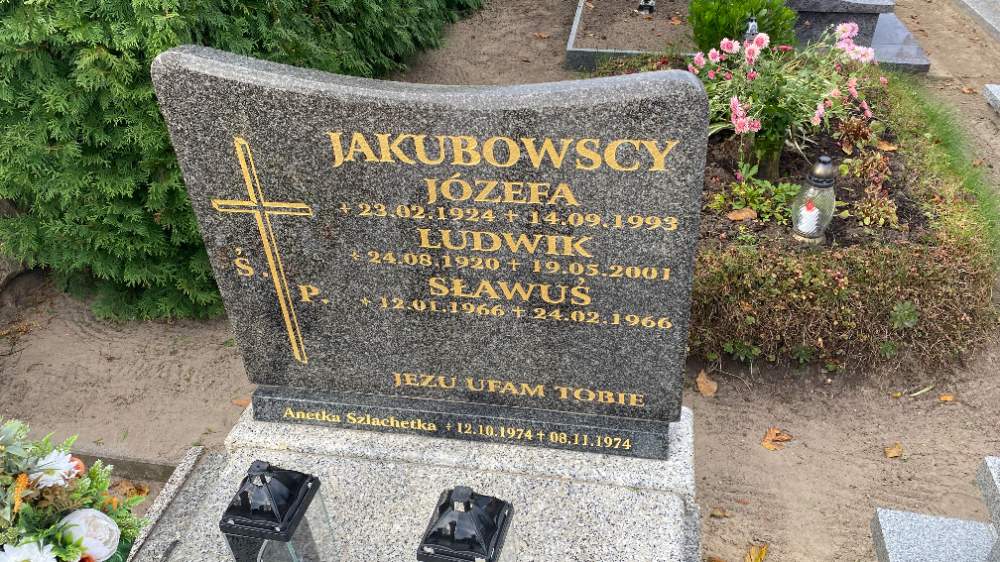 JAKUBOWSCY
JÓZEFA
+ 23.02.1924 + 14.09.1993
LUDWIK
+ 24.08.1920 + 19.05.2001
SŁAWUŚ
+ 12.01.1966 + 24.02.1966
Ś. P.
JEZU UFAM TOBIE
Anetka Szlachetka + 12.10.1974 + 08.11.1974